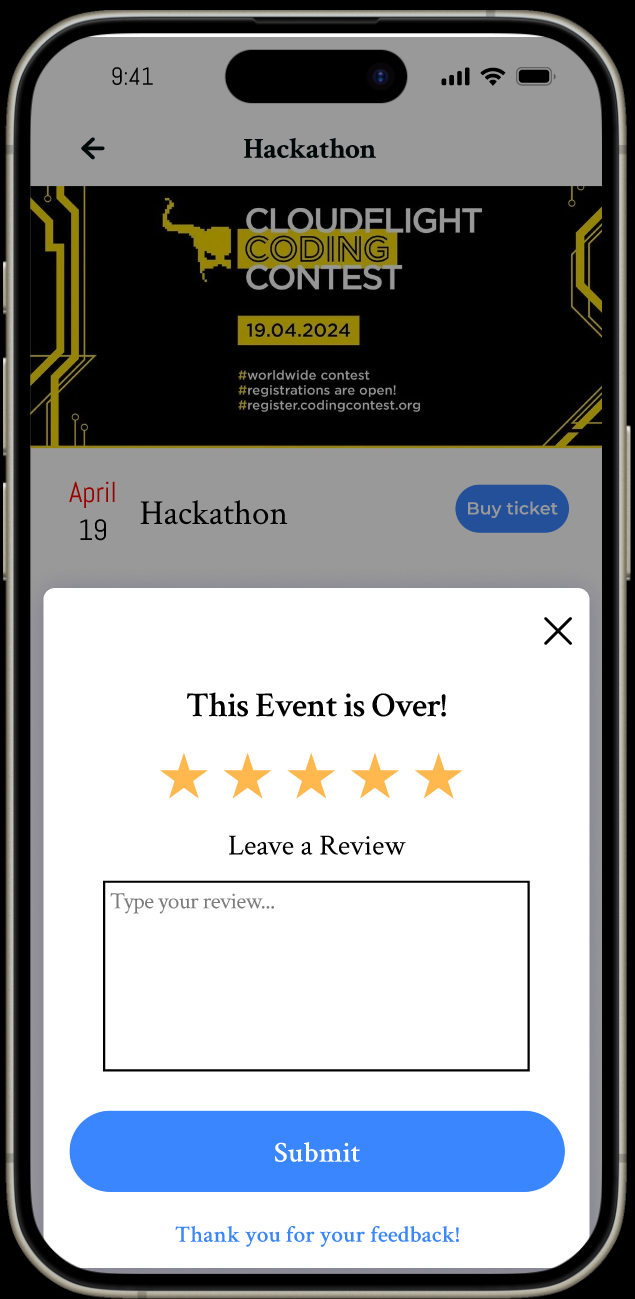 9:41
Hackathon
CLOUDFLIGHT
CODING
CONTEST
19.04.2024
#worldwide contest
#registrations are open!
#register.codingcontest.org
April
19
Hackathon
Buy ticket
This Event is Over!
Leave a Review
Type your review...
Submit
Thank you for your feedback!